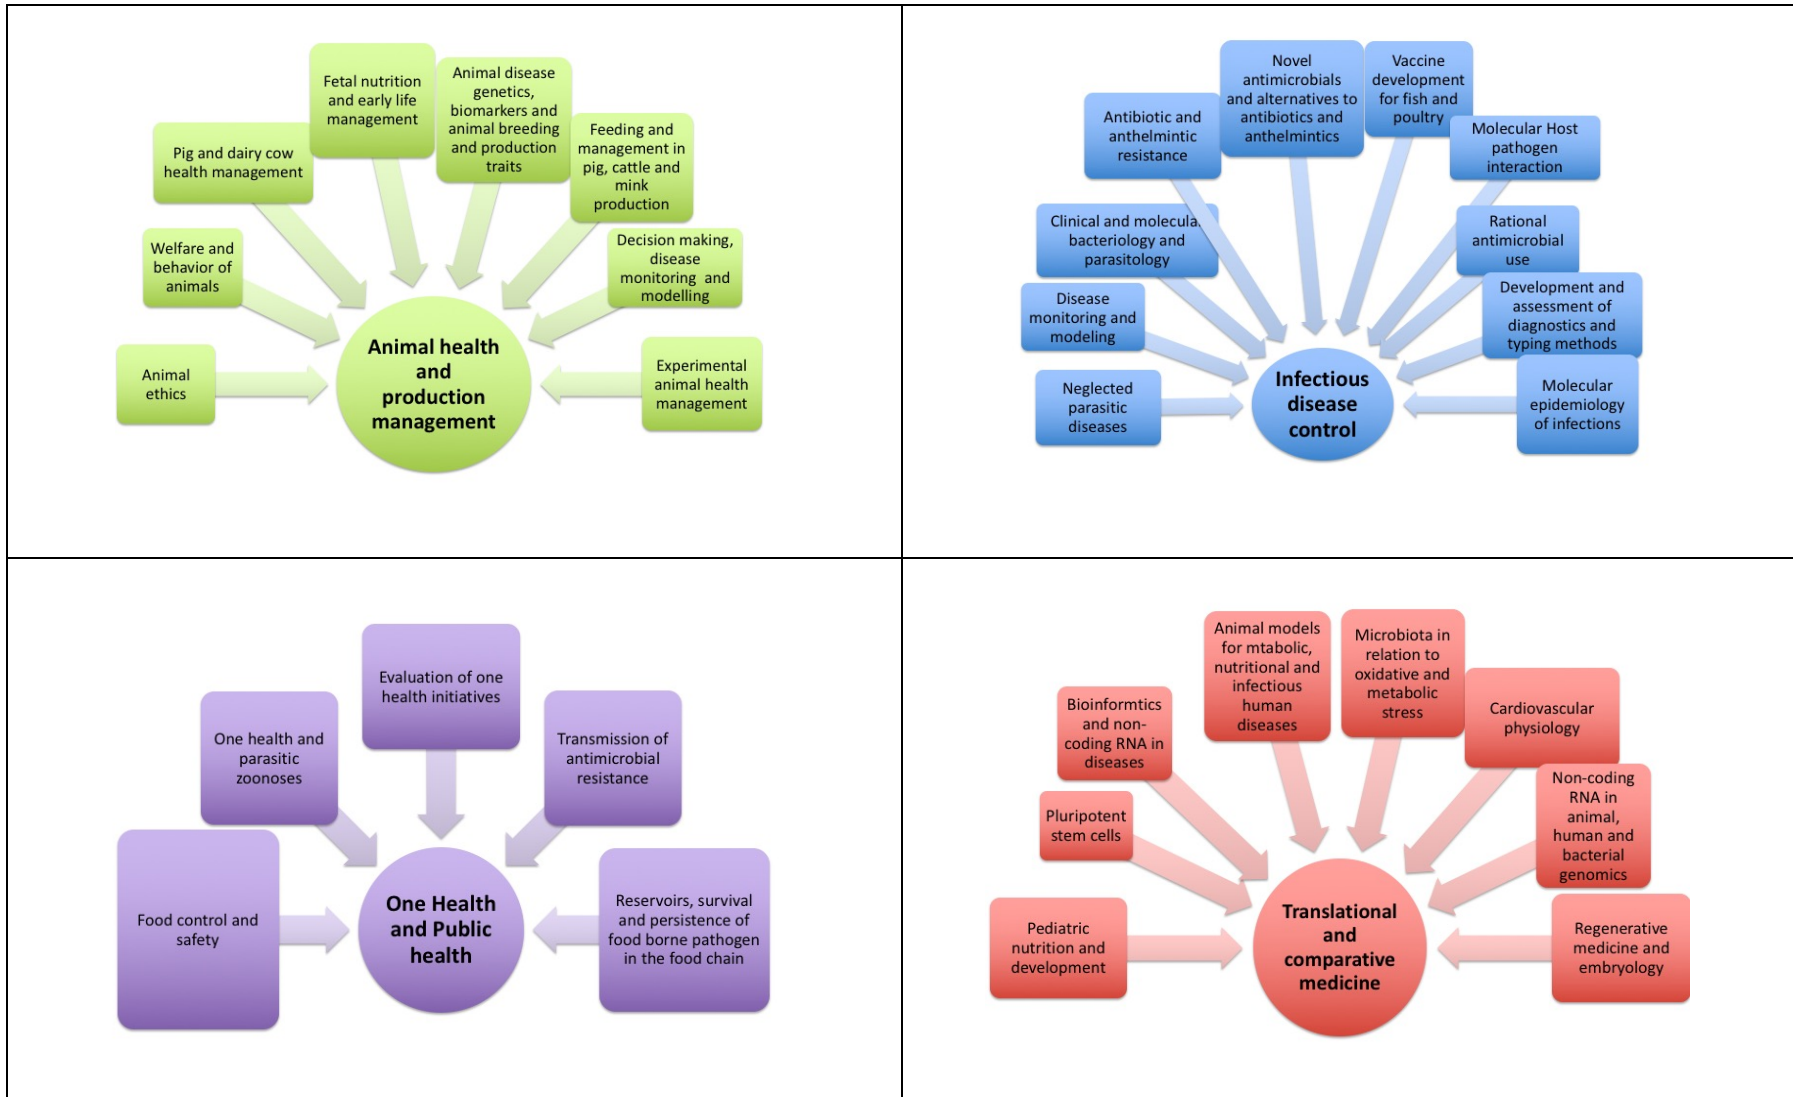 Fetal nutrition
and early life
management
Animal disease
genetics,
biomarkers and
animal breeding
and production
traits
Pig and dairy cow
health management
Feeding and
management in
pig, cattle and
mink
production
Welfare and
behavior of
animals
Decision making,
disease
monitoring and
modelling
Animal
ethics
Experimental
animal health
management
Animal health
and
production
management
Novel
antimicrobials
and alternatives to
antibiotics and
anthelmintics
Vaccine
development
for fish and
poultry
Antibiotic and
anthelmintic
resistance
Molecular Host
pathogen
interaction
Clinical and molecular
bacteriology and
parasitology
Rational
antimicrobial
use
Disease
monitoring and
modeling
Development and
assessment of
diagnostics and
typing methods
Neglected
parasitic
diseases
Molecular
epidemiology
of infections
Infectious
disease
control
Evaluation of one
health initiatives
One health and
parasitic
zoonoses
Transmission of
antimicrobial
resistance
Food control and
safety
Reservoirs, survival
and persistence of
food borne pathogen
in the food chain
One Health
and Public
health
Animal models
for mtabolic,
nutritional and
infectious
human
diseases
Microbiota in
relation to
oxidative and
metabolic
stress
Bioinformtics
and non-
coding RNA in
diseases
Cardiovascular
physiology
Pluripotent
stem cells
Non-coding
RNA in
animal,
human and
bacterial
genomics
Pediatric
nutrition and
development
Regenerative
medicine and
embryology
Translational
and
comparative
medicine